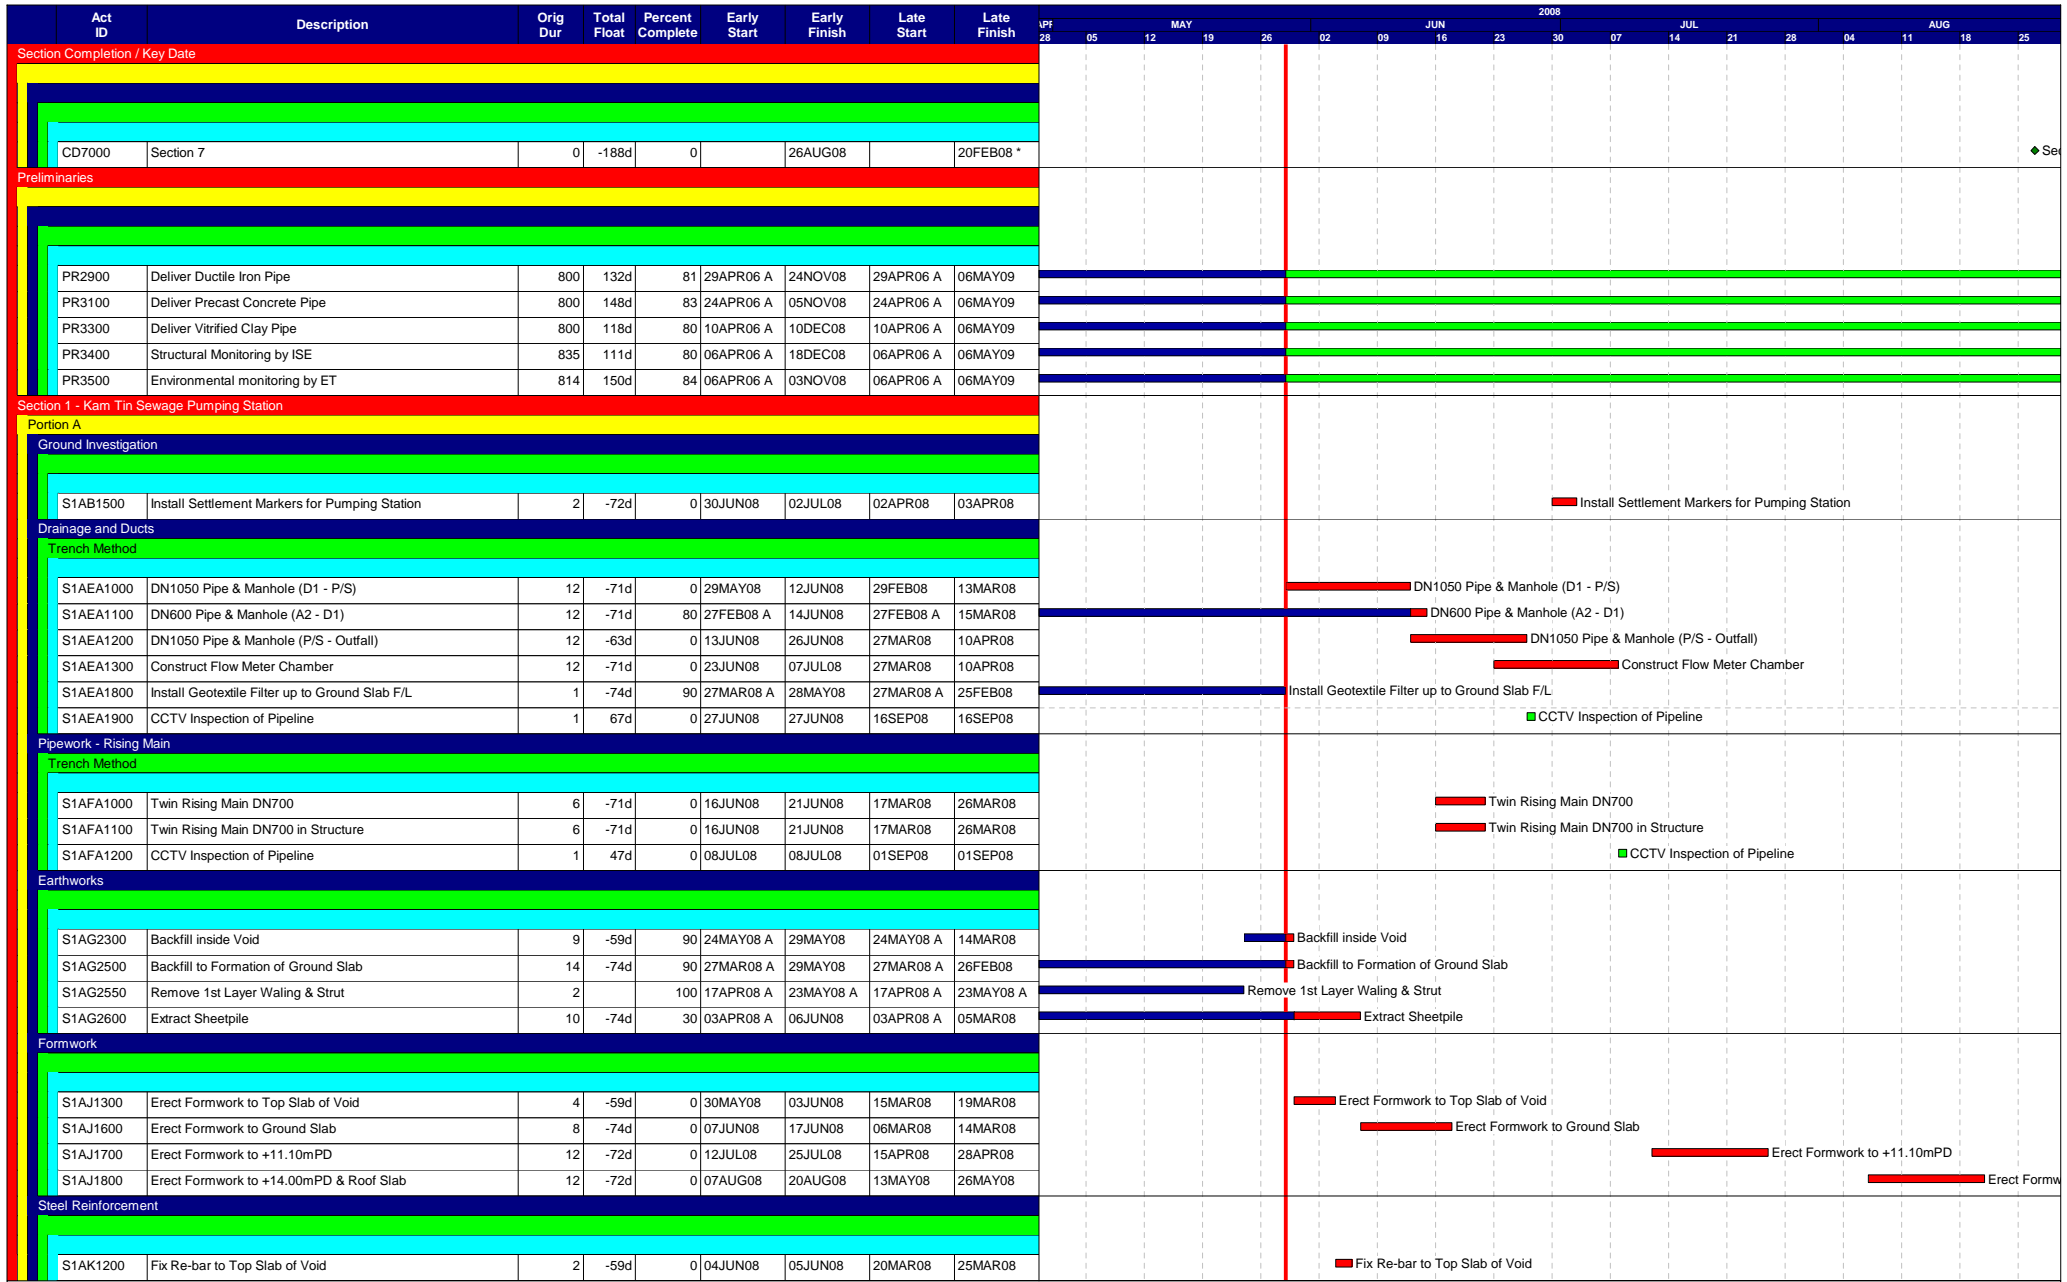 Act ID Description Orig Dur Total Float Percent Complete Early Start Early Finish Late Start Late Finish
2008
APR MAY JUN JUL AUG
28 05 12 19 26 02 09 16 23 30 07 14 21 28 04 11 18 25
Section Completion / Key Date
CD7000 Section 7 0 -188d 0 26AUG08 20FEB08 * Sec
Preliminaries
PR2900 Deliver Ductile Iron Pipe 800 132d 81 29APR06 A 24NOV08 29APR06 A 06MAY09
PR3100 Deliver Precast Concrete Pipe 800 148d 83 24APR06 A 05NOV08 24APR06 A 06MAY09
PR3300 Deliver Vitrified Clay Pipe 800 118d 80 10APR06 A 10DEC08 10APR06 A 06MAY09
PR3400 Structural Monitoring by ISE 835 111d 80 06APR06 A 18DEC08 06APR06 A 06MAY09
PR3500 Environmental monitoring by ET 814 150d 84 06APR06 A 03NOV08 06APR06 A 06MAY09
Section 1 - Kam Tin Sewage Pumping Station
Portion A
Ground Investigation
S1AB1500 Install Settlement Markers for Pumping Station 2 -72d 0 30JUN08 02JUL08 02APR08 03APR08 Install Settlement Markers for Pumping Station
Drainage and Ducts
Trench Method
S1AEA1000 DN1050 Pipe & Manhole (D1 - P/S) 12 -71d 0 29MAY08 12JUN08 29FEB08 13MAR08 DN1050 Pipe & Manhole (D1 - P/S)
S1AEA1100 DN600 Pipe & Manhole (A2 - D1) 12 -71d 80 27FEB08 A 14JUN08 27FEB08 A 15MAR08 DN600 Pipe & Manhole (A2 - D1)
S1AEA1200 DN1050 Pipe & Manhole (P/S - Outfall) 12 -63d 0 13JUN08 26JUN08 27MAR08 10APR08 DN1050 Pipe & Manhole (P/S - Outfall)
S1AEA1300 Construct Flow Meter Chamber 12 -71d 0 23JUN08 07JUL08 27MAR08 10APR08 Construct Flow Meter Chamber
S1AEA1800 Install Geotextile Filter up to Ground Slab F/L 1 -74d 90 27MAR08 A 28MAY08 27MAR08 A 25FEB08 Install Geotextile Filter up to Ground Slab F/L
S1AEA1900 CCTV Inspection of Pipeline 1 67d 0 27JUN08 27JUN08 16SEP08 16SEP08 CCTV Inspection of Pipeline
Pipework - Rising Main
Trench Method
S1AFA1000 Twin Rising Main DN700 6 -71d 0 16JUN08 21JUN08 17MAR08 26MAR08 Twin Rising Main DN700
S1AFA1100 Twin Rising Main DN700 in Structure 6 -71d 0 16JUN08 21JUN08 17MAR08 26MAR08 Twin Rising Main DN700 in Structure
S1AFA1200 CCTV Inspection of Pipeline 1 47d 0 08JUL08 08JUL08 01SEP08 01SEP08 CCTV Inspection of Pipeline
Earthworks
S1AG2300 Backfill inside Void 9 -59d 90 24MAY08 A 29MAY08 24MAY08 A 14MAR08 Backfill inside Void
S1AG2500 Backfill to Formation of Ground Slab 14 -74d 90 27MAR08 A 29MAY08 27MAR08 A 26FEB08 Backfill to Formation of Ground Slab
S1AG2550 Remove 1st Layer Waling & Strut 2 100 17APR08 A 23MAY08 A 17APR08 A 23MAY08 A Remove 1st Layer Waling & Strut
S1AG2600 Extract Sheetpile 10 -74d 30 03APR08 A 06JUN08 03APR08 A 05MAR08 Extract Sheetpile
Formwork
S1AJ1300 Erect Formwork to Top Slab of Void 4 -59d 0 30MAY08 03JUN08 15MAR08 19MAR08 Erect Formwork to Top Slab of Void
S1AJ1600 Erect Formwork to Ground Slab 8 -74d 0 07JUN08 17JUN08 06MAR08 14MAR08 Erect Formwork to Ground Slab
S1AJ1700 Erect Formwork to +11.10mPD 12 -72d 0 12JUL08 25JUL08 15APR08 28APR08 Erect Formwork to +11.10mPD
S1AJ1800 Erect Formwork to +14.00mPD & Roof Slab 12 -72d 0 07AUG08 20AUG08 13MAY08 26MAY08 Erect Formw
Steel Reinforcement
S1AK1200 Fix Re-bar to Top Slab of Void 2 -59d 0 04JUN08 05JUN08 20MAR08 25MAR08 Fix Re-bar to Top Slab of Void